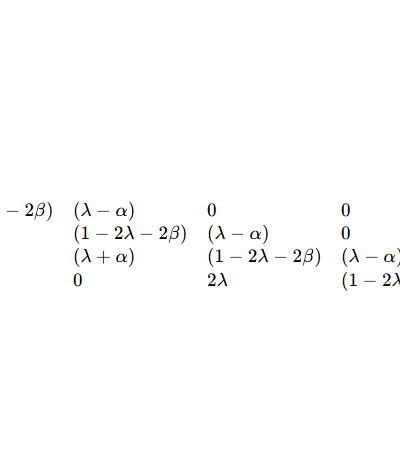 − 2β) (λ − α) 0 0
(1 − 2λ − 2β) (λ − α) 0
(λ + α) (1 − 2λ − 2β) (λ − α)
0 2λ (1 − 2λ